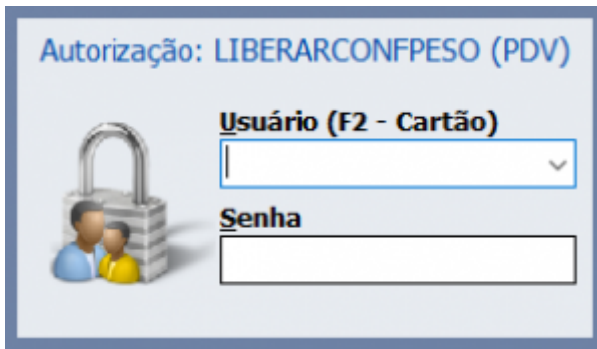 Autorização: LIBERARCONFPESO (PDV)
Usuário (F2 - Cartão)
Senha